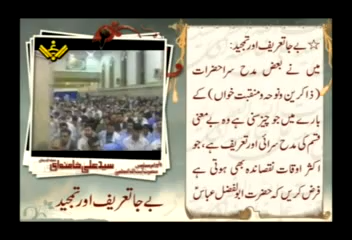 ☆ بے جا تعریف اور تمجید:
میں نے بعض مدح سرا حضرات
(ذاکرین و نوحہ و منقبت خواں) کے
بارے میں جو چیز سنی ہے وہ بے معنی
قسم کی مدح سرائی اور تعریف ہے، جو
اکثر اوقات نقصاندہ بھی ہوتی ہے
فرض کریں کہ حضرت ابوالفضل عباسؑ
سید علی خامنہ ای
بے جا تعریف اور تمجید